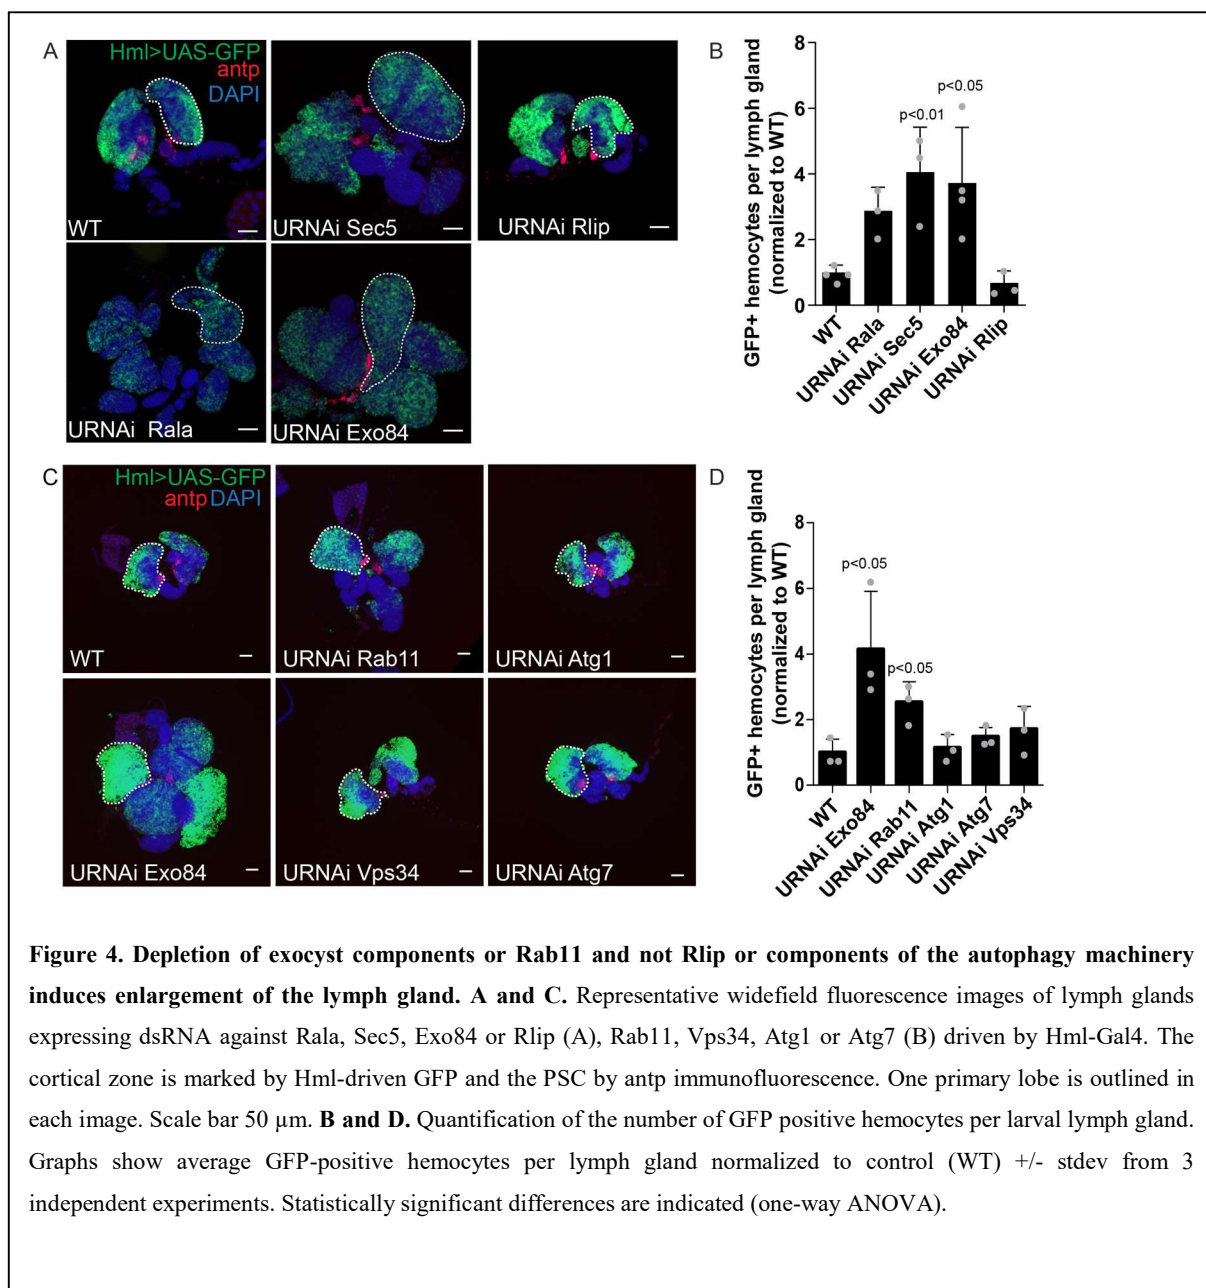 A
Hml>UAS-GFP
antp
DAPI
WT
URNAi Sec5
URNAi Rlip
URNAi Rala
URNAi Exo84
B
GFP+ hemocytes per lymph gland
(normalized to WT)
8
6
4
2
0
p<0.01
p<0.05
WT
URNAi Rala
URNAi Sec5
URNAi Exo84
URNAi Rlip
C
Hml>UAS-GFP
antp DAPI
WT
URNAi Rab11
URNAi Atg1
URNAi Exo84
URNAi Vps34
URNAi Atg7
D
GFP+ hemocytes per lymph gland
(normalized to WT)
8
6
4
2
0
p<0.05
p<0.05
WT
URNAi Exo84
URNAi Rab11
URNAi Atg1
URNAi Atg7
URNAi Vps34
Figure 4. Depletion of exocyst components or Rab11 and not Rlip or components of the autophagy machinery
induces enlargement of the lymph gland. A and C. Representative widefield fluorescence images of lymph glands
expressing dsRNA against Rala, Sec5, Exo84 or Rlip (A), Rab11, Vps34, Atg1 or Atg7 (B) driven by Hml-Gal4. The
cortical zone is marked by Hml-driven GFP and the PSC by antp immunofluorescence. One primary lobe is outlined in
each image. Scale bar 50 µm. B and D. Quantification of the number of GFP positive hemocytes per larval lymph gland.
Graphs show average GFP-positive hemocytes per lymph gland normalized to control (WT) +/- stdev from 3
independent experiments. Statistically significant differences are indicated (one-way ANOVA).